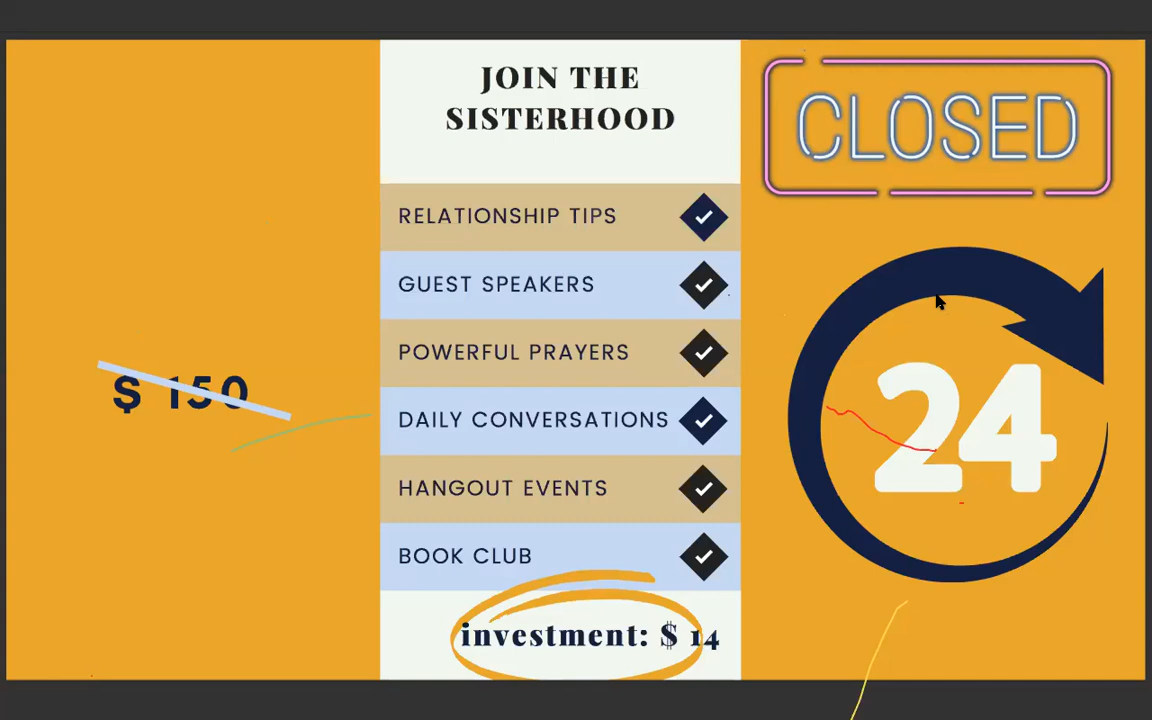 $ 150
JOIN THE
SISTERHOOD
RELATIONSHIP TIPS
GUEST SPEAKERS
POWERFUL PRAYERS
DAILY CONVERSATIONS
HANGOUT EVENTS
BOOK CLUB
investment: $ 14
CLOSED
24